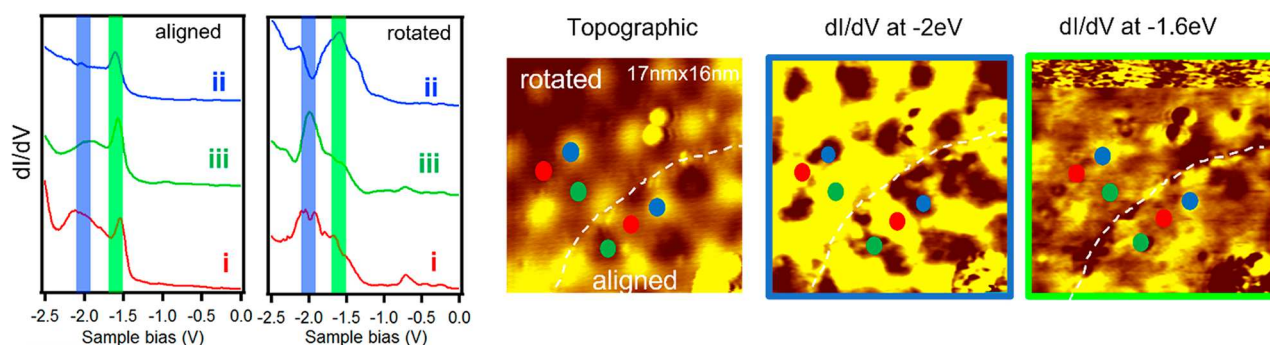 aligned
ii
iii
i
dI/dV
-2.5 -2.0 -1.5 -1.0 -0.5 0.0
Sample bias (V)
rotated
ii
iii
i
-2.5 -2.0 -1.5 -1.0 -0.5 0.0
Sample bias (V)
Topographic
rotated
17nmx16nm
aligned
dI/dV at -2eV
dI/dV at -1.6eV